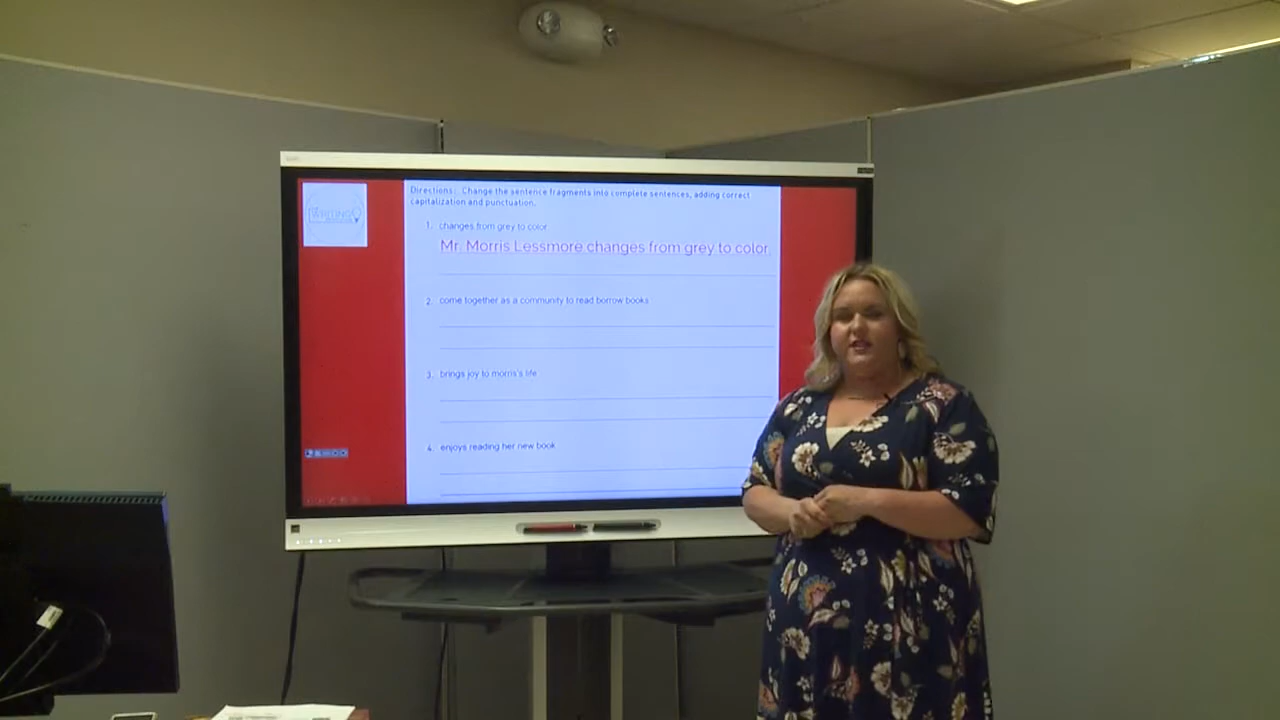 WRITING
Directions: Change the sentence fragments into complete sentences, adding correct
capitalization and punctuation.
1. changes from grey to color
Mr. Morris Lessmore changes from grey to color.
2. come together as a community to read borrow books
3. brings joy to morris's life
4. enjoys reading her new book